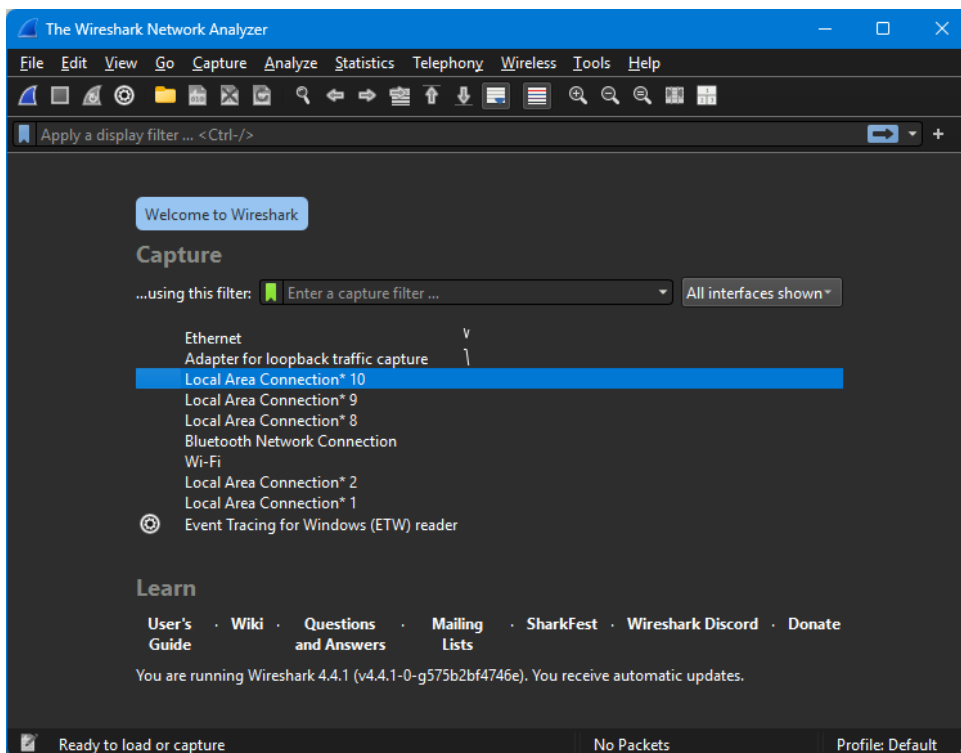 The Wireshark Network Analyzer
File Edit View Go Capture Analyze Statistics Telephony Wireless Tools Help
Apply a display filter ... <Ctrl-/>
Welcome to Wireshark
Capture
...using this filter: Enter a capture filter ... All interfaces shown
Ethernet
Adapter for loopback traffic capture
Local Area Connection* 10
Local Area Connection* 9
Local Area Connection* 8
Bluetooth Network Connection
Wi-Fi
Local Area Connection* 2
Local Area Connection* 1
Event Tracing for Windows (ETW) reader
Learn
User's Guide · Wiki · Questions and Answers · Mailing Lists · SharkFest · Wireshark Discord · Donate
You are running Wireshark 4.4.1 (v4.4.1-0-g575b2bf4746e). You receive automatic updates.
Ready to load or capture No Packets Profile: Default